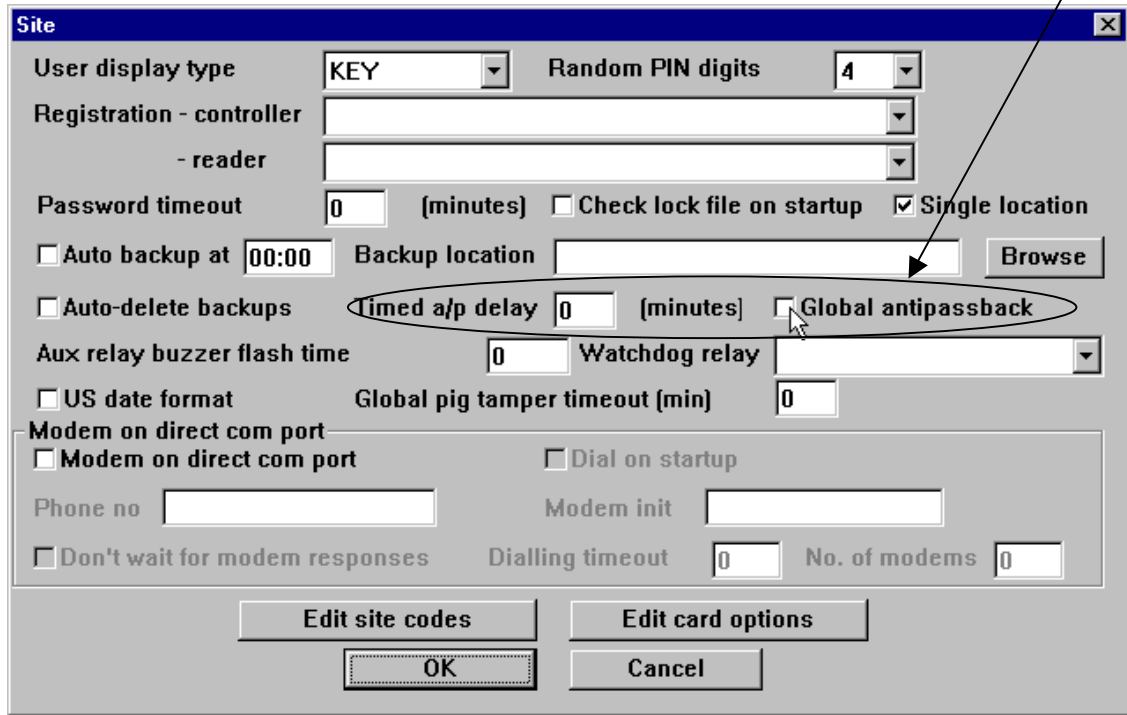 Site
User display type KEY Random PIN digits 4
Registration - controller
- reader
Password timeout 0 (minutes) Check lock file on startup Single location
Auto backup at 00:00 Backup location Browse
Auto-delete backups Timed a/p delay 0 (minutes) Global antipassback
Aux relay buzzer flash time 0 Watchdog relay
US date format Global pig tamper timeout (min) 0
Modem on direct com port
Modem on direct com port Dial on startup
Phone no Modem init
Don't wait for modem responses Dialling timeout 0 No. of modems 0
Edit site codes Edit card options
OK Cancel